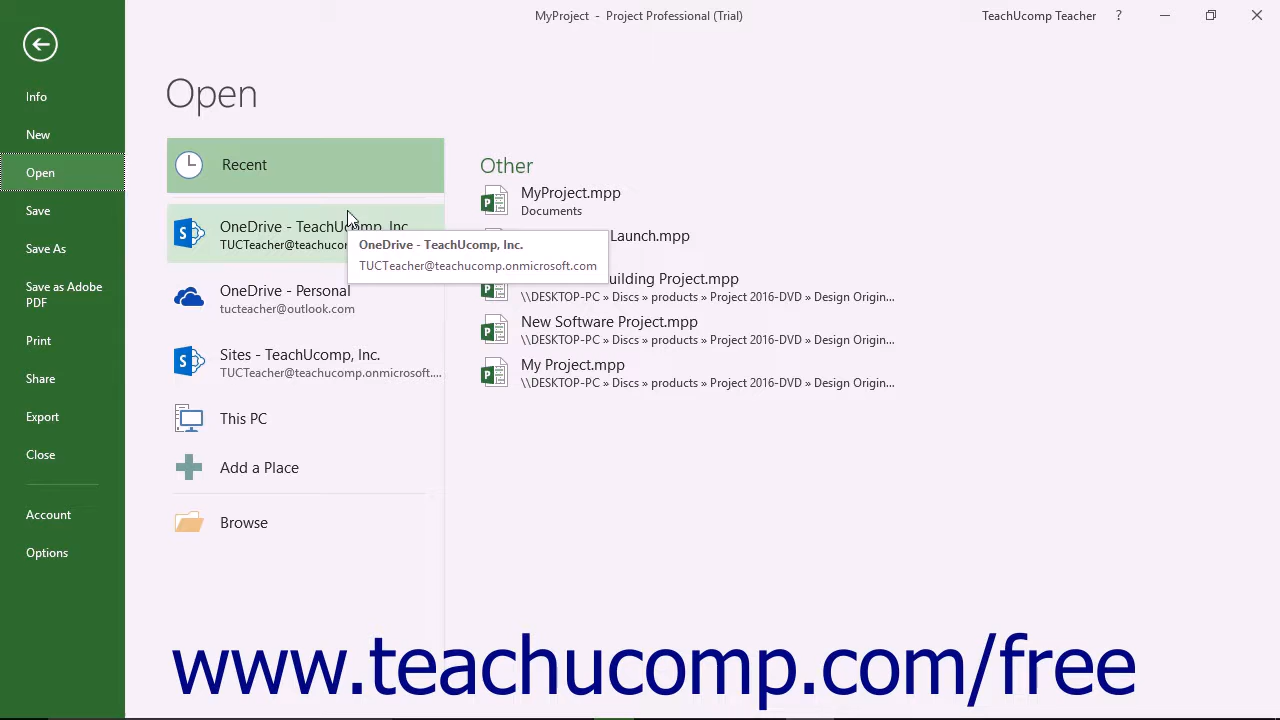 MyProject - Project Professional (Trial)
TeachUcomp Teacher
?
Info
New
Open
Save
Save As
Save as Adobe
PDF
Print
Share
Export
Close
Account
Options
Open
Recent
OneDrive - TeachUcomp, Inc.
TUCTeacher@teachucom
OneDrive - TeachUcomp, Inc.
TUCTeacher@teachucomp.onmicrosoft.com
OneDrive - Personal
tucteacher@outlook.com
Sites - TeachUcomp, Inc.
TUCTeacher@teachucomp.onmicrosoft....
This PC
Add a Place
Browse
Other
MyProject.mpp
Documents
Launch.mpp
uilding Project.mpp
\\DESKTOP-PC » Discs » products » Project 2016-DVD » Design Origin...
New Software Project.mpp
\\DESKTOP-PC » Discs » products » Project 2016-DVD » Design Origin...
My Project.mpp
\\DESKTOP-PC » Discs » products » Project 2016-DVD » Design Origin...
www.teachucomp.com/free